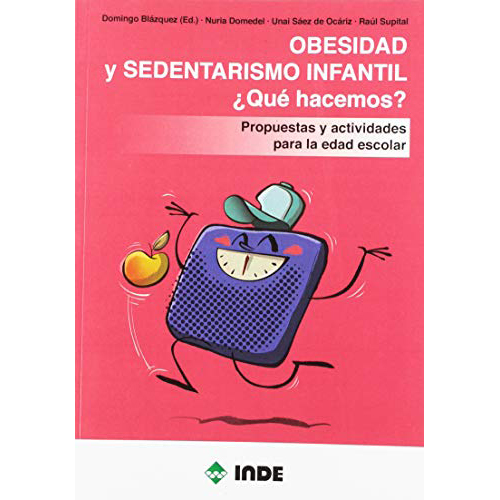 Domingo Blázquez (Ed.) · Nuria Domedel · Unai Sáez de Ocáriz · Raúl Supital
OBESIDAD
y SEDENTARISMO INFANTIL
¿Qué hacemos?
Propuestas y actividades
para la edad escolar
INDE